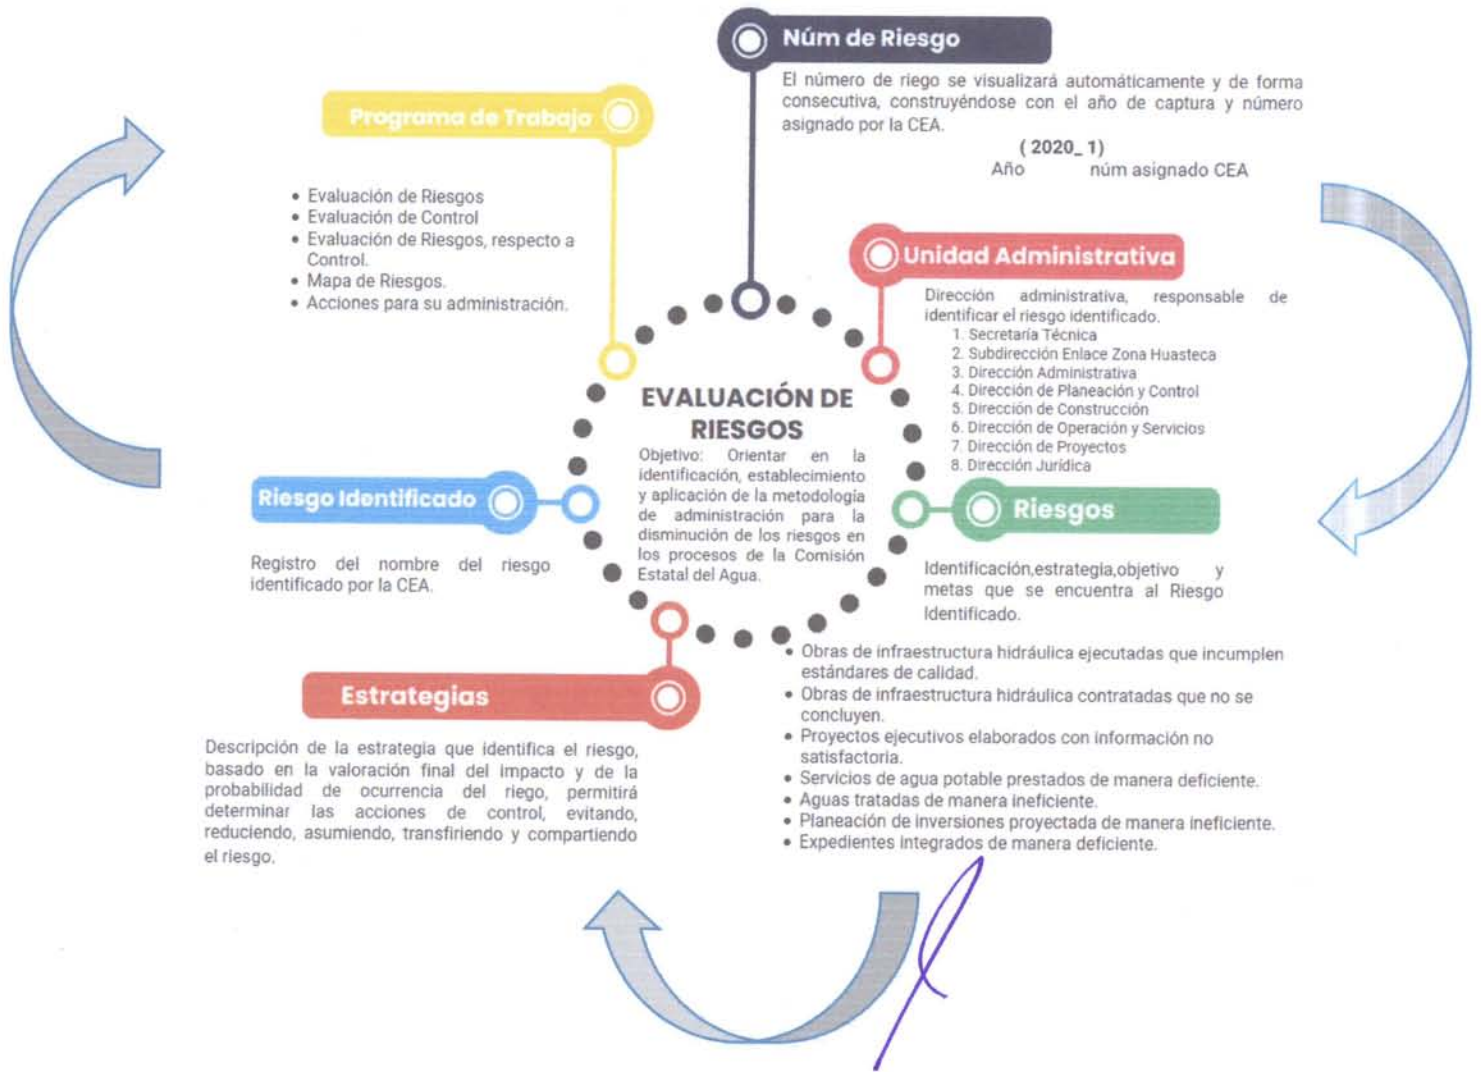 Núm de Riesgo
El número de riego se visualizará automáticamente y de forma
consecutiva, construyéndose con el año de captura y número
asignado por la CEA.
( 2020_ 1)
Año núm asignado CEA
Unidad Administrativa
Dirección administrativa, responsable de
identificar el riesgo identificado.
1. Secretaría Técnica
2. Subdirección Enlace Zona Huasteca
3. Dirección Administrativa
4. Dirección de Planeación y Control
5. Dirección de Construcción
6. Dirección de Operación y Servicios
7. Dirección de Proyectos
8. Dirección Jurídica
Riesgos
Identificación,estrategia,objetivo y
metas que se encuentra al Riesgo
Identificado.
• Obras de infraestructura hidráulica ejecutadas que incumplen
estándares de calidad.
• Obras de infraestructura hidráulica contratadas que no se
concluyen.
• Proyectos ejecutivos elaborados con información no
satisfactoria.
• Servicios de agua potable prestados de manera deficiente.
• Aguas tratadas de manera ineficiente.
• Planeación de inversiones proyectada de manera ineficiente.
• Expedientes integrados de manera deficiente.
Estrategias
Descripción de la estrategia que identifica el riesgo,
basado en la valoración final del impacto y de la
probabilidad de ocurrencia del riego, permitirá
determinar las acciones de control, evitando,
reduciendo, asumiendo, transfiriendo y compartiendo
el riesgo.
Riesgo Identificado
Registro del nombre del riesgo
identificado por la CEA.
Programa de Trabajo
• Evaluación de Riesgos
• Evaluación de Control
• Evaluación de Riesgos, respecto a
Control.
• Mapa de Riesgos.
• Acciones para su administración.
EVALUACIÓN DE
RIESGOS
Objetivo: Orientar en la
identificación, establecimiento
y aplicación de la metodología
de administración para la
disminución de los riesgos en
los procesos de la Comisión
Estatal del Agua.